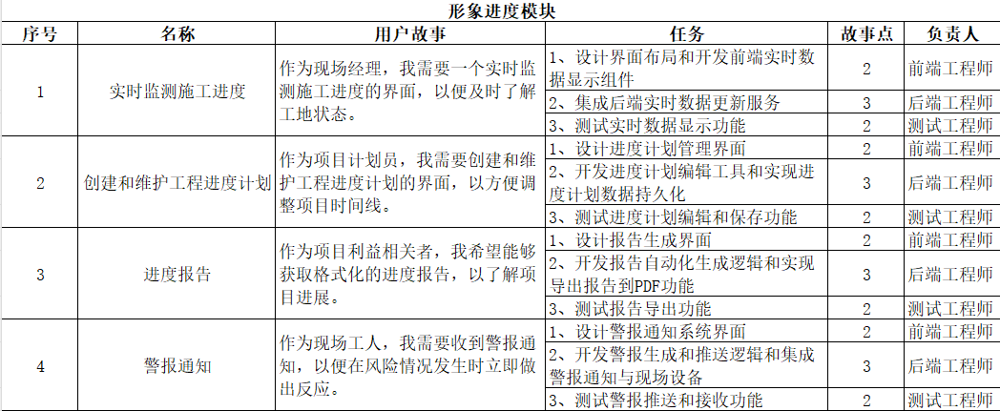 形象进度模块
序号 名称 用户故事 任务 故事点 负责人
1 实时监测施工进度
作为现场经理，我需要一个实时监
测施工进度的界面，以便及时了解
工地状态。
1、设计界面布局和开发前端实时数
据显示组件
2 前端工程师
2、集成后端实时数据更新服务 3 后端工程师
3、测试实时数据显示功能 2 测试工程师
2 创建和维护工程进度计划
作为项目计划员，我需要创建和维
护工程进度计划的界面，以方便调
整项目时间线。
1、设计进度计划管理界面 2 前端工程师
2、开发进度计划编辑工具和实现进
度计划数据持久化
3 后端工程师
3、测试进度计划编辑和保存功能 2 测试工程师
3 进度报告
作为项目利益相关者，我希望能够
获取格式化的进度报告，以了解项
目进展。
1、设计报告生成界面 2 前端工程师
2、开发报告自动化生成逻辑和实现
导出报告到PDF功能
3 后端工程师
3、测试报告导出功能 2 测试工程师
4 警报通知
作为现场工人，我需要收到警报通
知，以便在风险情况发生时立即做
出反应。
1、设计警报通知系统界面 2 前端工程师
2、开发警报生成和推送逻辑和集成
警报通知与现场设备
3 后端工程师
3、测试警报推送和接收功能 2 测试工程师